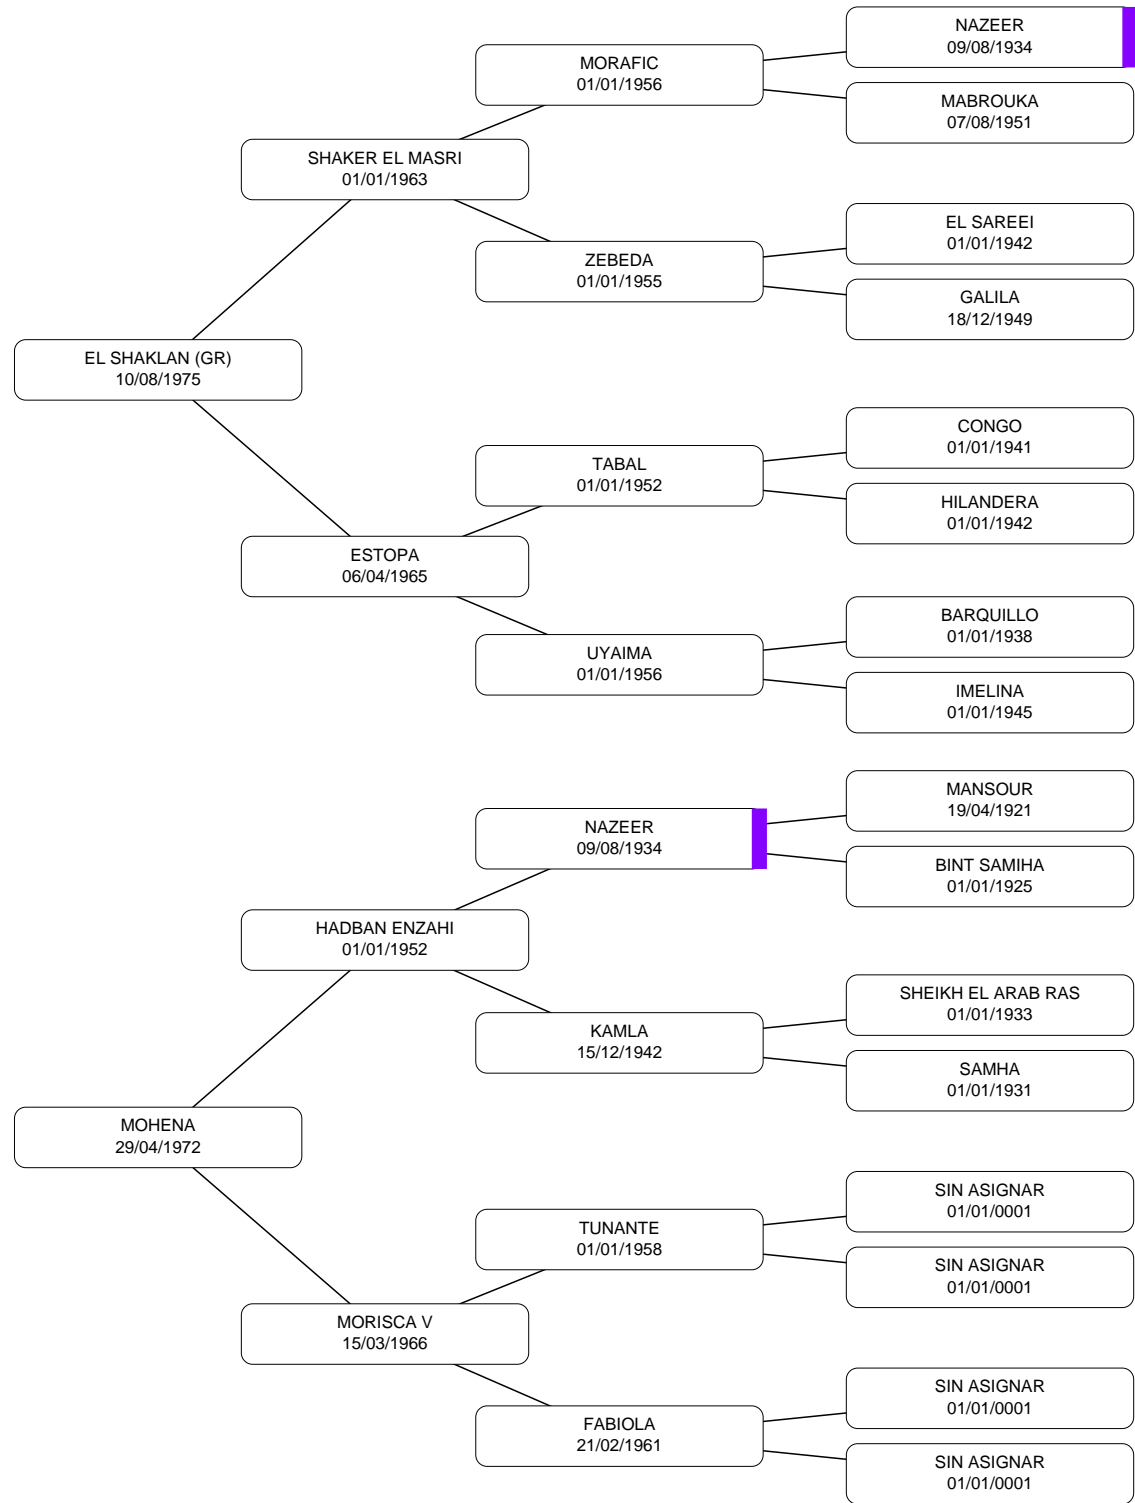 NAZEER
09/08/1934
MORAFIC
01/01/1956
MABROUKA
07/08/1951
SHAKER EL MASRI
01/01/1963
EL SAREEI
01/01/1942
ZEBEDA
01/01/1955
GALILA
18/12/1949
EL SHAKLAN (GR)
10/08/1975
CONGO
01/01/1941
TABAL
01/01/1952
HILANDERA
01/01/1942
ESTOPA
06/04/1965
BARQUILLO
01/01/1938
UYAIMA
01/01/1956
IMELINA
01/01/1945
MANSOUR
19/04/1921
NAZEER
09/08/1934
BINT SAMIHA
01/01/1925
HADBAN ENZAHI
01/01/1952
SHEIKH EL ARAB RAS
01/01/1933
KAMLA
15/12/1942
SAMHA
01/01/1931
MOHENA
29/04/1972
SIN ASIGNAR
01/01/0001
TUNANTE
01/01/1958
SIN ASIGNAR
01/01/0001
MORISCA V
15/03/1966
SIN ASIGNAR
01/01/0001
FABIOLA
21/02/1961
SIN ASIGNAR
01/01/0001